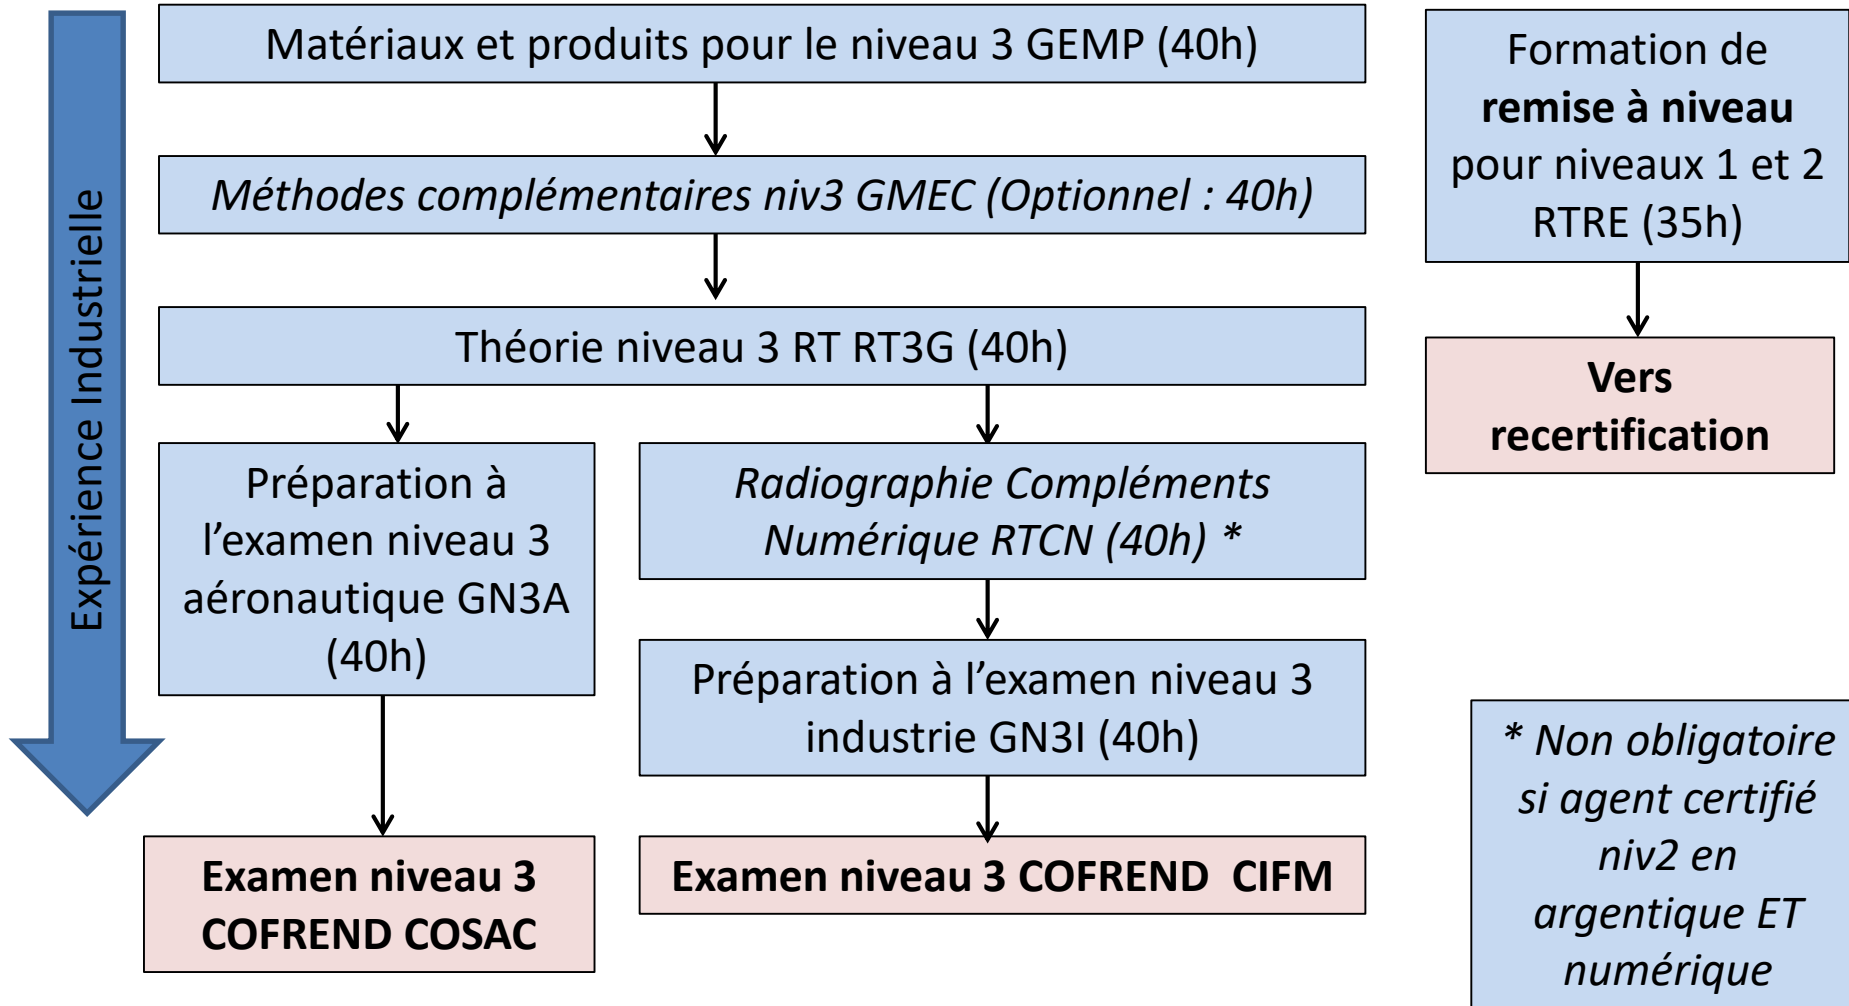 Expérience Industrielle
Matériaux et produits pour le niveau 3 GEMP (40h)
Méthodes complémentaires niv3 GMEC (Optionnel : 40h)
Théorie niveau 3 RT RT3G (40h)
Préparation à
l’examen niveau 3
aéronautique GN3A
(40h)
Examen niveau 3
COFREND COSAC
Radiographie Compléments
Numérique RTCN (40h) *
Préparation à l’examen niveau 3
industrie GN3I (40h)
Examen niveau 3 COFREND  CIFM
Formation de
remise à niveau
pour niveaux 1 et 2
RTRE (35h)
Vers
recertification
* Non obligatoire
si agent certifié
niv2 en
argentique ET
numérique